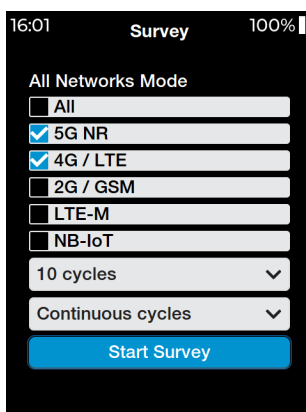 16:01 Survey 100%
All Networks Mode
All
5G NR
4G / LTE
2G / GSM
LTE-M
NB-IoT
10 cycles
Continuous cycles
Start Survey